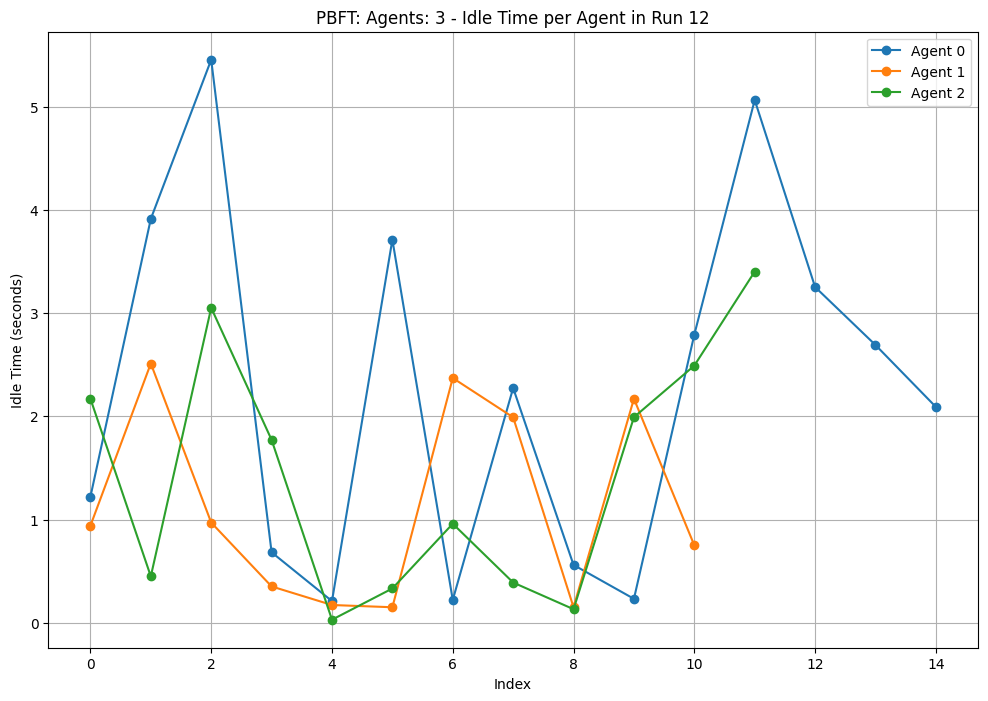 PBFT: Agents: 3 - Idle Time per Agent in Run 12
Agent 0
Agent 1
Agent 2
Idle Time (seconds)
5
4
3
2
1
0
0 2 4 6 8 10 12 14
Index